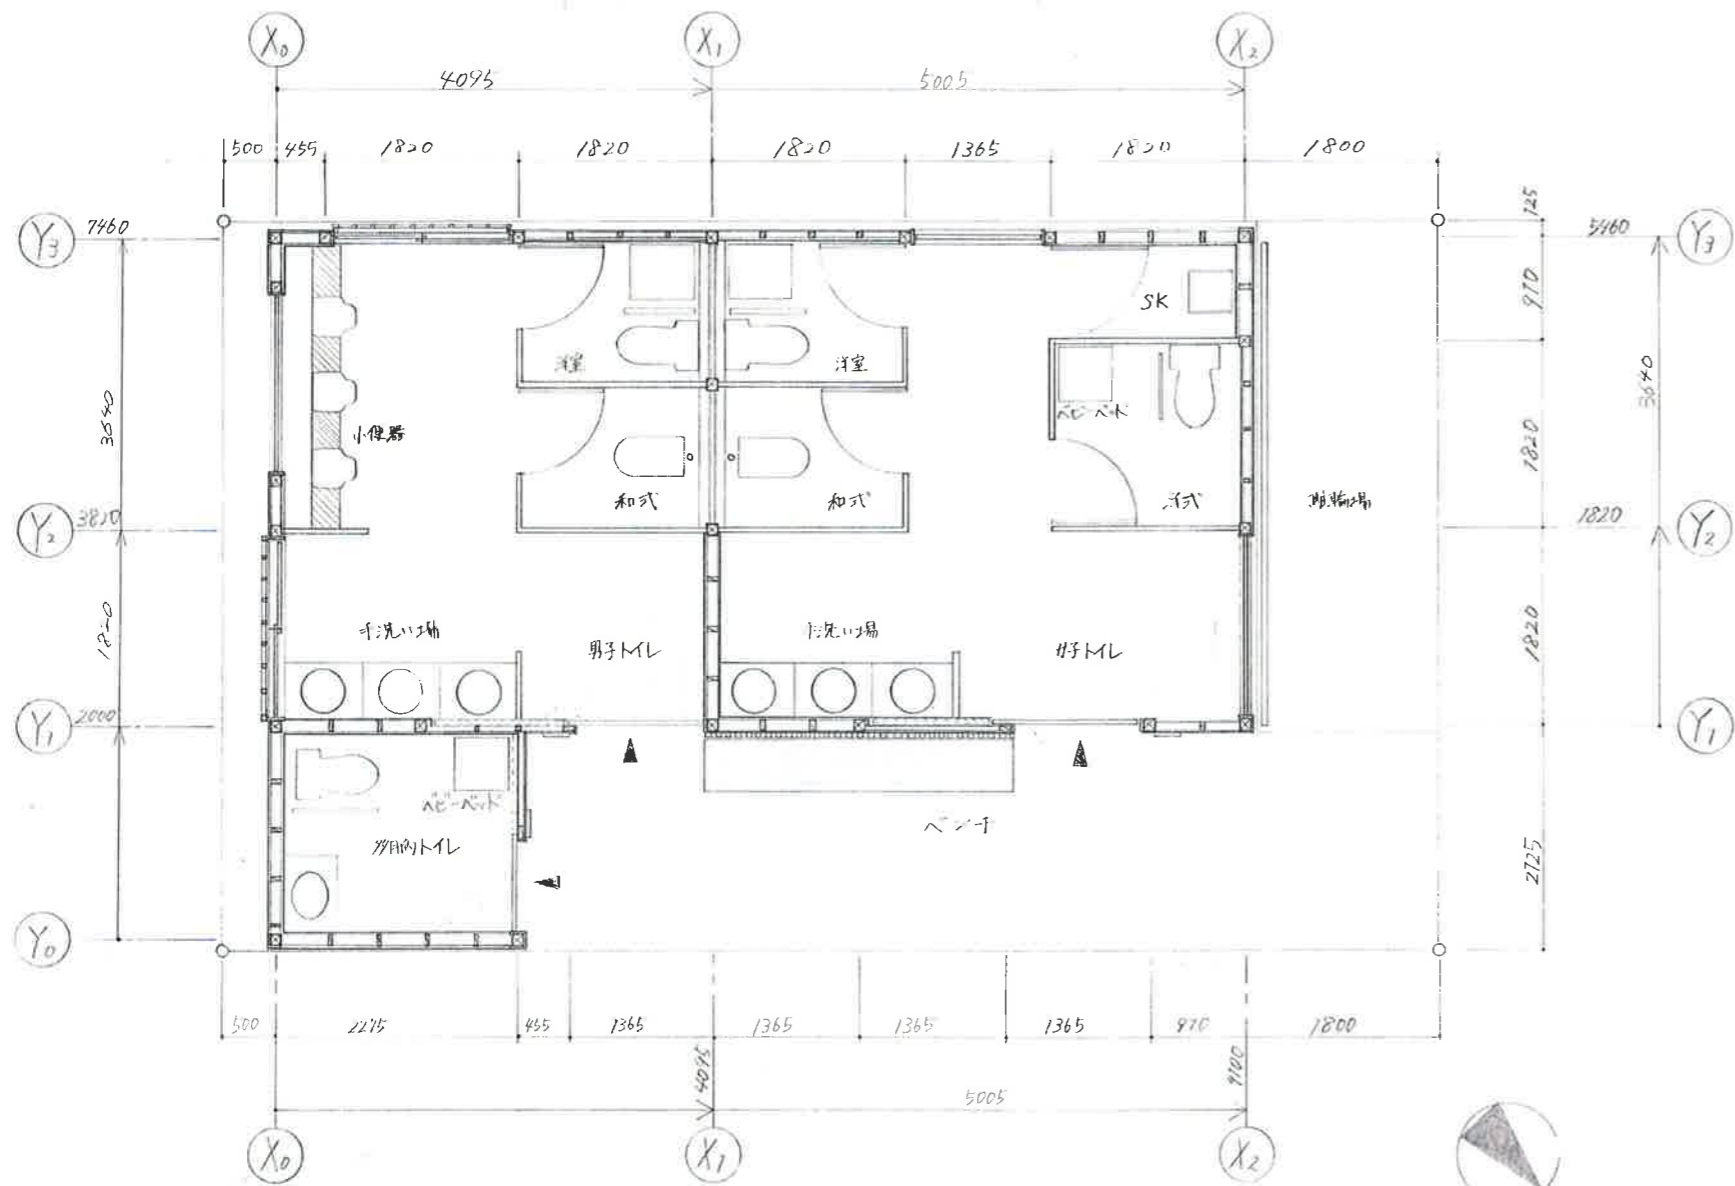 X₀ X₁ X₂
4095 5005
500 455 1820 1820 1820 1365 1820 1800
Y₃ 7460
125
5460 Y₃
SK
970
洋室 洋室
ベビーベッド
3640
3640
小便器
1820
和式 和式 洋式
駐輪場
Y₂ 3820
1820 Y₂
1820
手洗い場 男子トイレ 手洗い場 女子トイレ
1820
Y₁ 2000
Y₁
ベビーベッド
ベンチ
多目的トイレ
2725
Y₀
500 2275 455 1365 1365 1365 1365 910 1800
4095 9100
5005
X₀ X₁ X₂